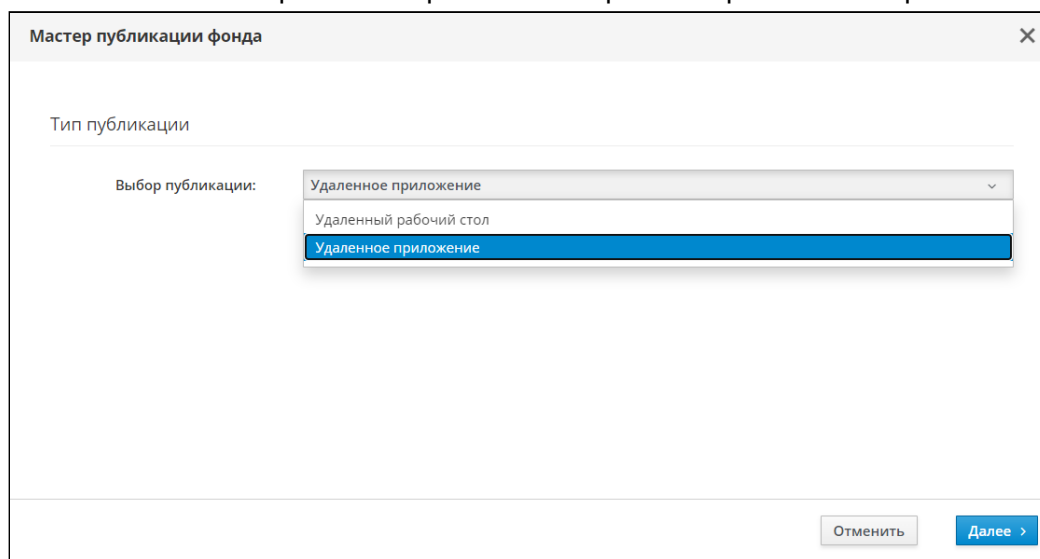 Мастер публикации фонда
Тип публикации
Выбор публикации: Удаленное приложение
Удаленный рабочий стол
Удаленное приложение
Отменить Далее